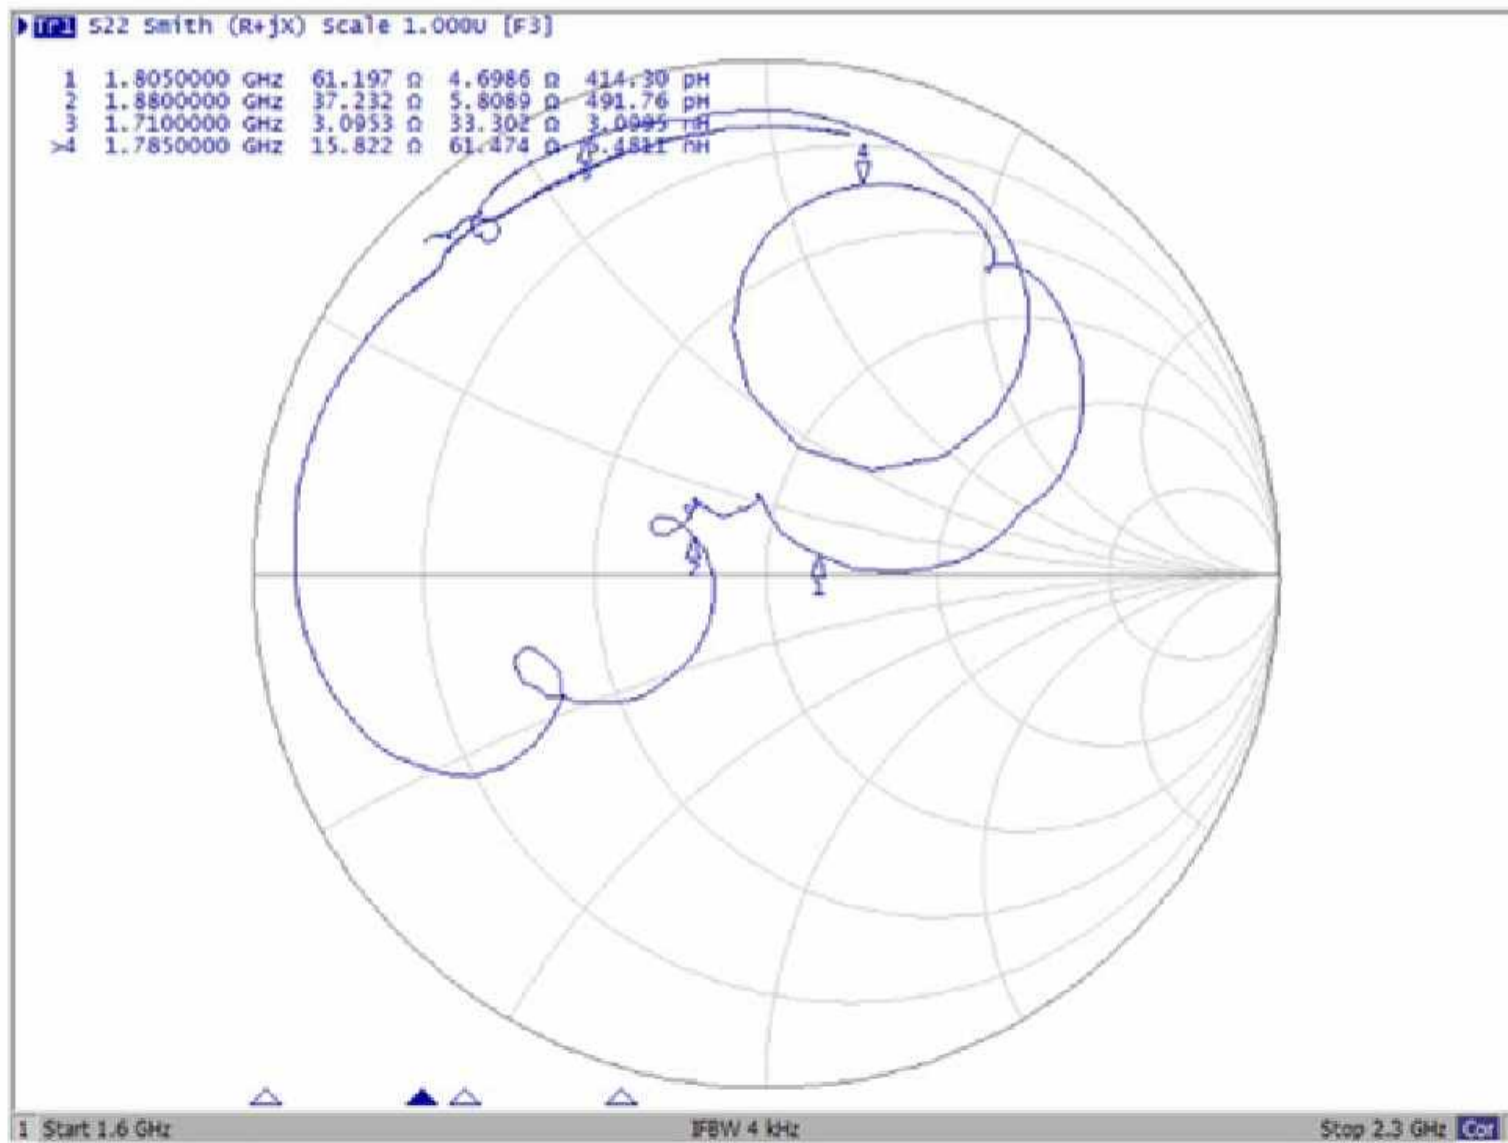 Tr1 S22 Smith (R+jX) Scale 1.000U [F3]
1 1.8050000 GHz 61.197 Ω 4.6986 Ω 414.30 pH
2 1.8800000 GHz 37.232 Ω 5.8089 Ω 491.76 pH
3 1.7100000 GHz 3.0953 Ω 33.302 Ω 3.0995 nH
>4 1.7850000 GHz 15.822 Ω 61.474 Ω 5.4811 nH
4
3
2
1
1 Start 1.6 GHz IFBW 4 kHz Stop 2.3 GHz Cor